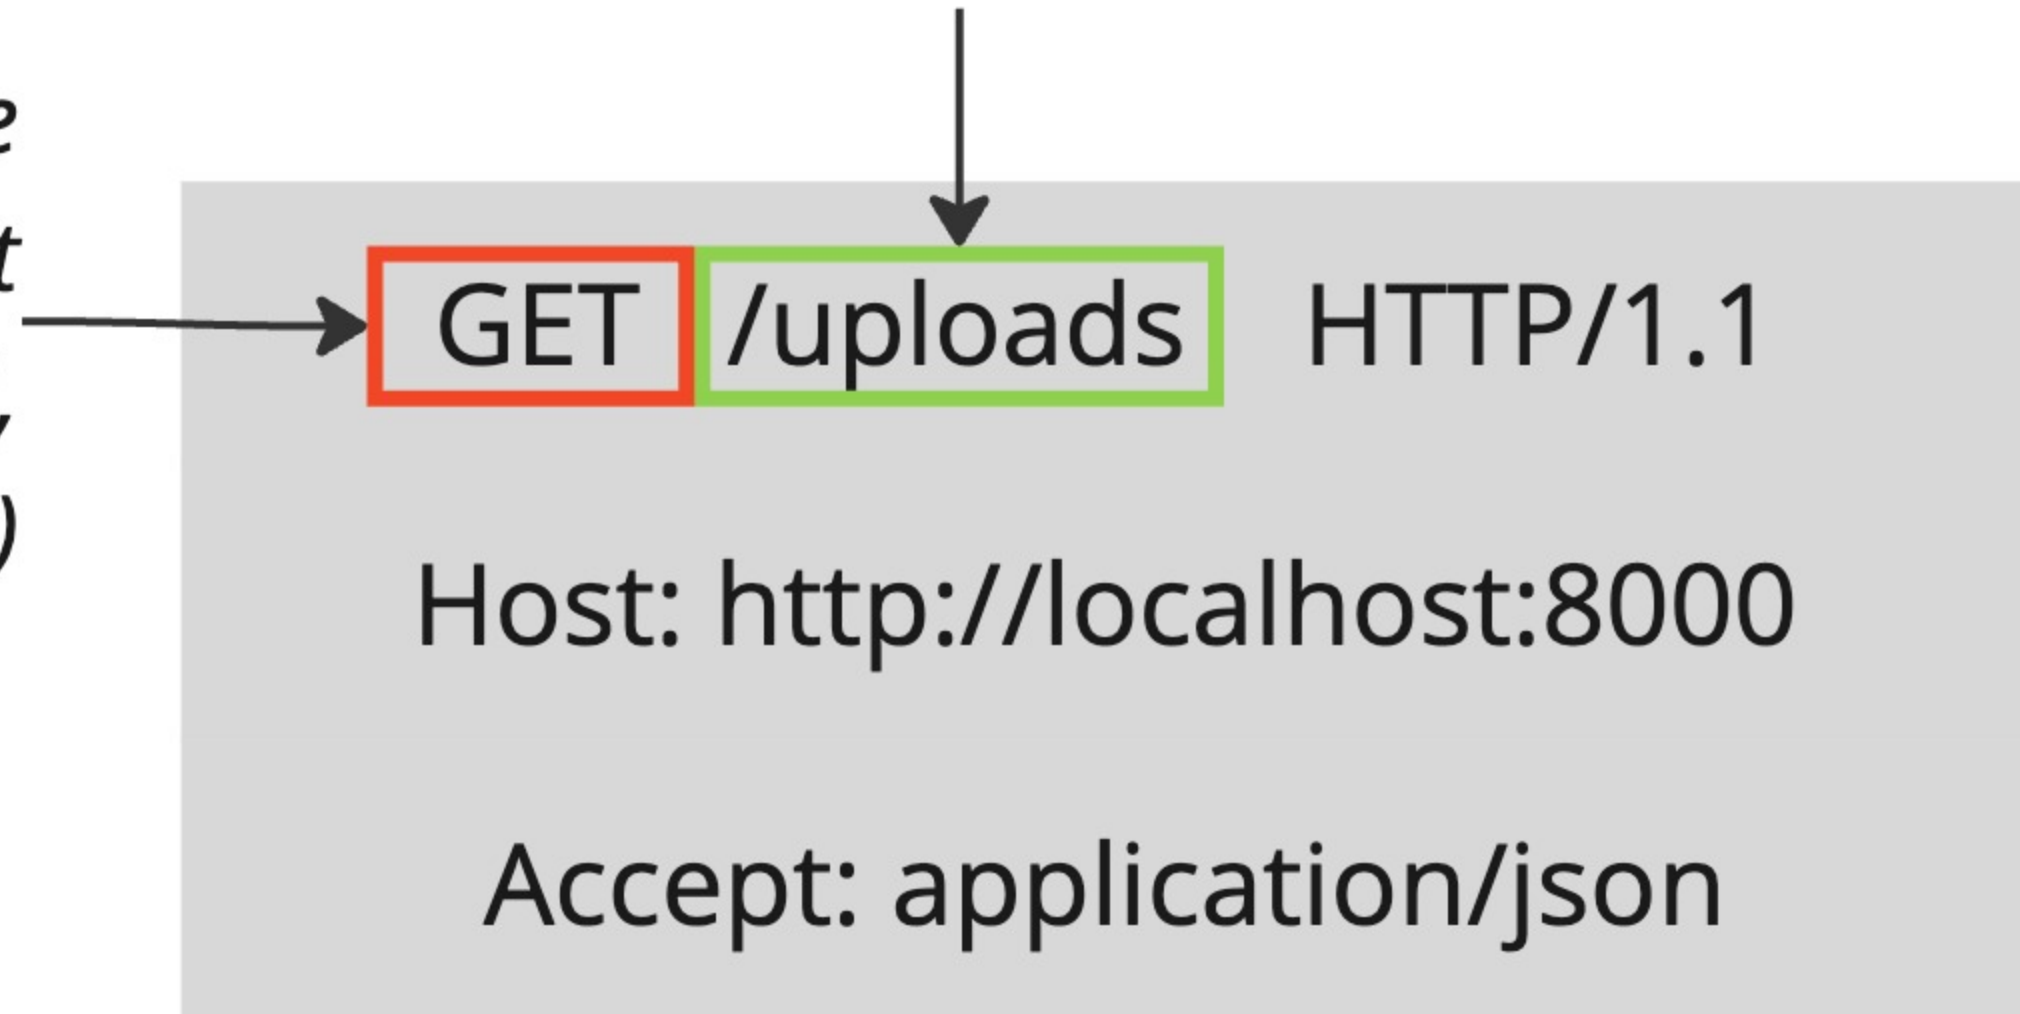 GET /uploads HTTP/1.1
Host: http://localhost:8000
Accept: application/json